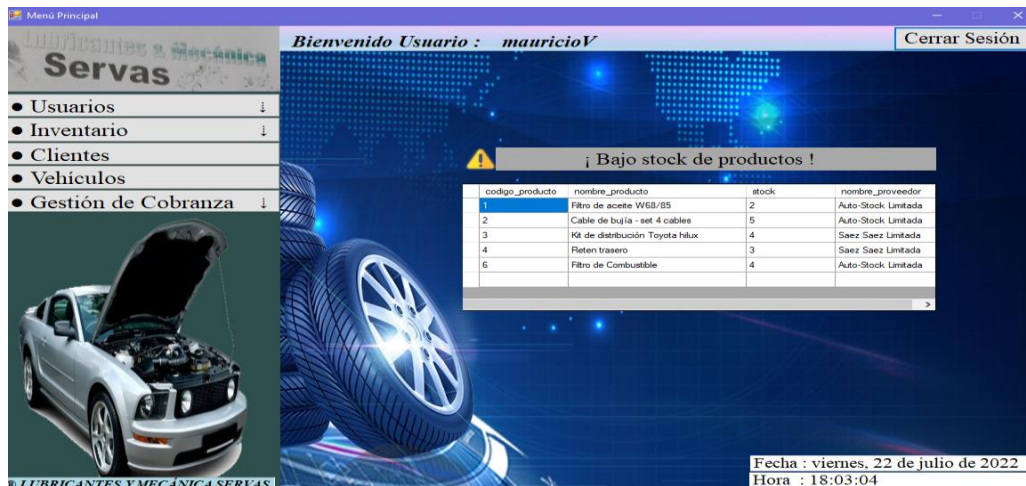 Menú Principal
Lubricantes & Mecánica
Servas
Bienvenido Usuario : mauricioV
Cerrar Sesión
● Usuarios ↓
● Inventario ↓
● Clientes
● Vehículos
● Gestión de Cobranza ↓
¡ Bajo stock de productos !
codigo_producto nombre_producto stock nombre_proveedor
1 Filtro de aceite W68/85 2 Auto-Stock Limitada
2 Cable de bujía - set 4 cables 5 Auto-Stock Limitada
3 Kit de distribución Toyota hilux 4 Saez Saez Limitada
4 Reten trasero 3 Saez Saez Limitada
6 Filtro de Combustible 4 Auto-Stock Limitada
Fecha : viernes, 22 de julio de 2022
Hora : 18:03:04
® LUBRICANTES Y MECÁNICA SERVAS